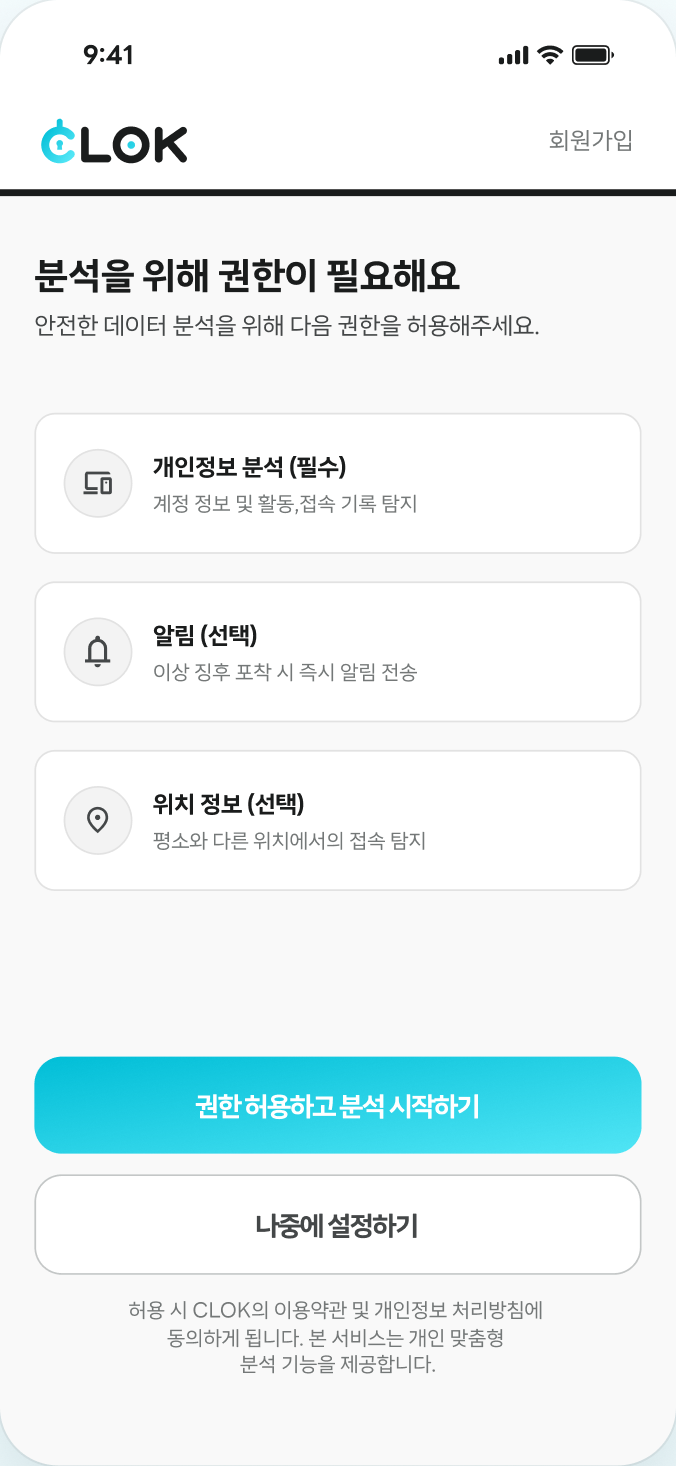 9:41
CLOK
회원가입
분석을 위해 권한이 필요해요
안전한 데이터 분석을 위해 다음 권한을 허용해주세요.
개인정보 분석 (필수)
계정 정보 및 활동,접속 기록 탐지
알림 (선택)
이상 징후 포착 시 즉시 알림 전송
위치 정보 (선택)
평소와 다른 위치에서의 접속 탐지
권한 허용하고 분석 시작하기
나중에 설정하기
허용 시 CLOK의 이용약관 및 개인정보 처리방침에
동의하게 됩니다. 본 서비스는 개인 맞춤형
분석 기능을 제공합니다.